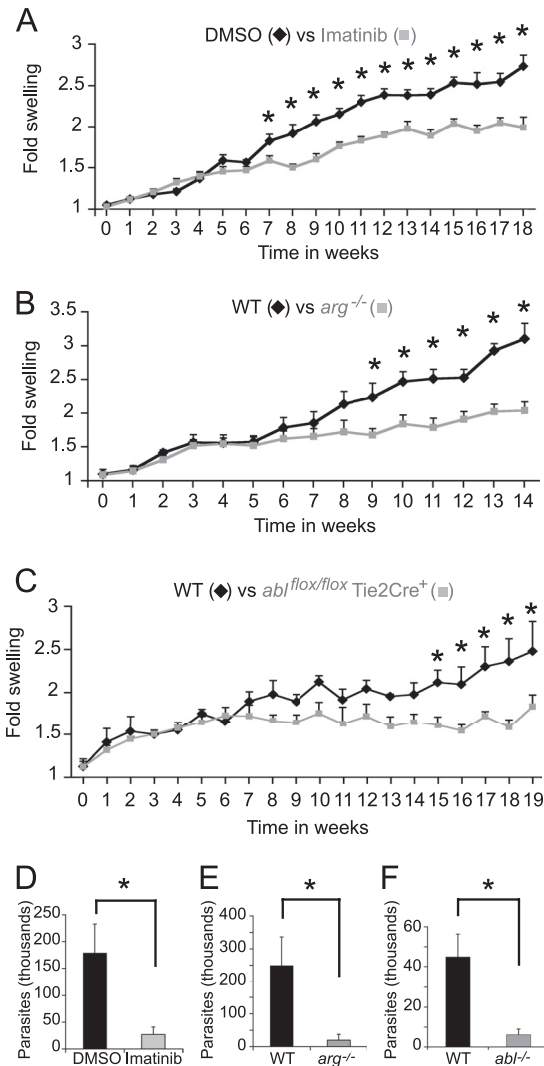 A
DMSO (◆) vs Imatinib (■)
Fold swelling
3
2.5
2
1.5
1
* * * * * * * * * * * *
0 1 2 3 4 5 6 7 8 9 10 11 12 13 14 15 16 17 18
Time in weeks
B
WT (◆) vs arg -/- (■)
Fold swelling
3.5
3
2.5
2
1.5
1
* * * * * *
0 1 2 3 4 5 6 7 8 9 10 11 12 13 14
Time in weeks
C
WT (◆) vs abl flox/flox Tie2Cre+ (■)
Fold swelling
3
2.5
2
1.5
1
* * * * *
0 1 2 3 4 5 6 7 8 9 10 11 12 13 14 15 16 17 18 19
Time in weeks
D
*
Parasites (thousands)
250
200
150
100
50
0
DMSO Imatinib
E
*
Parasites (thousands)
400
300
200
100
0
WT arg-/-
F
*
Parasites (thousands)
60
40
20
0
WT abl-/-